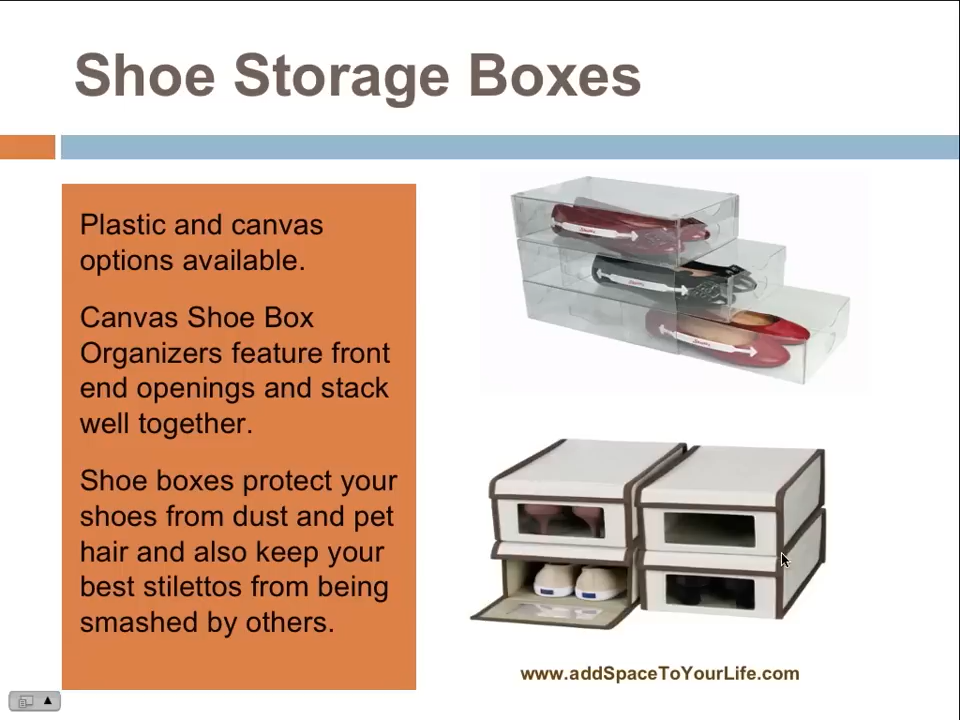 Shoe Storage Boxes
Plastic and canvas
options available.
Canvas Shoe Box
Organizers feature front
end openings and stack
well together.
Shoe boxes protect your
shoes from dust and pet
hair and also keep your
best stilettos from being
smashed by others.
www.addSpaceToYourLife.com